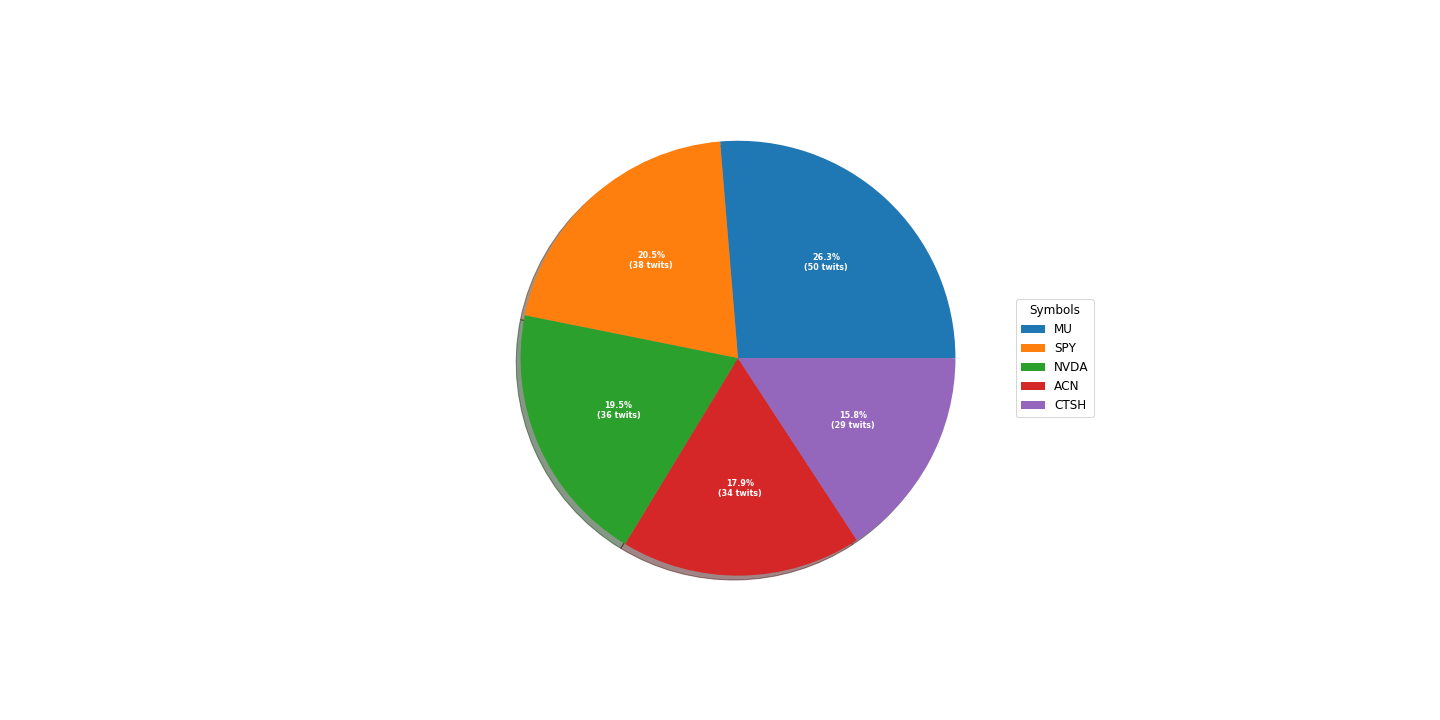 26.3%
(50 twits)
20.5%
(38 twits)
19.5%
(36 twits)
17.9%
(34 twits)
15.8%
(29 twits)
Symbols
MU
SPY
NVDA
ACN
CTSH